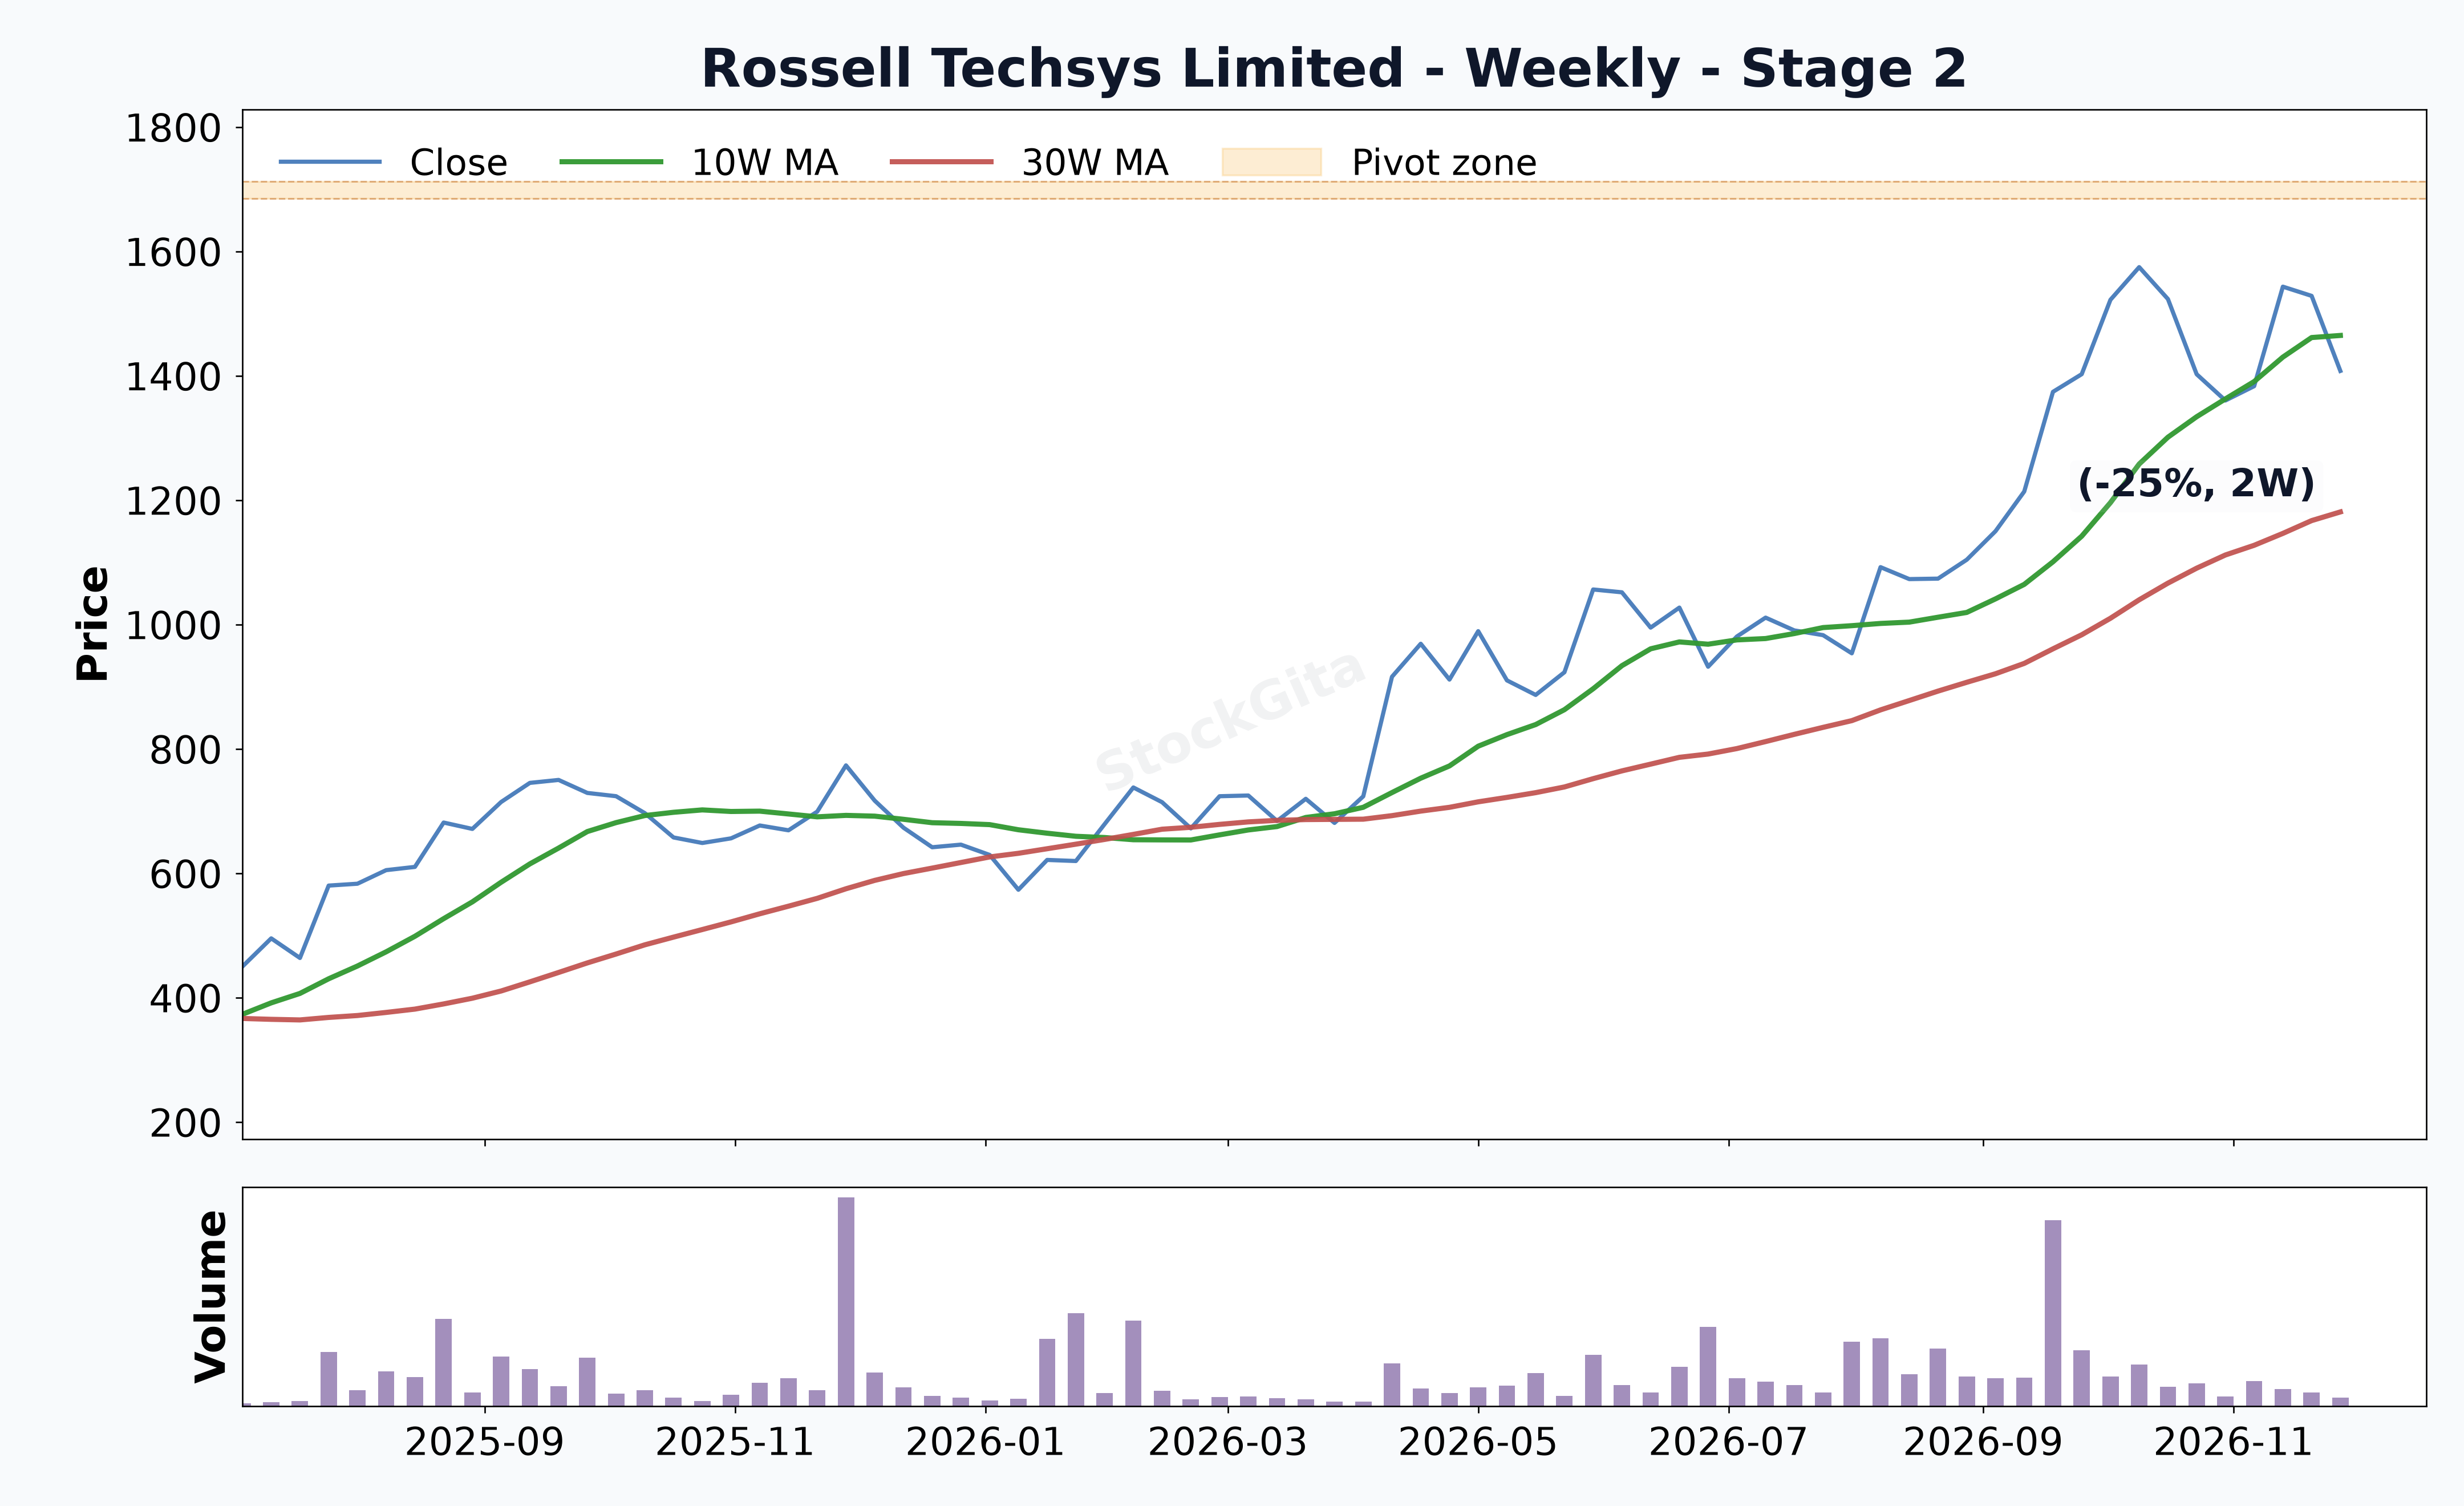 Rossell Techsys Limited - Weekly - Stage 2
Close 10W MA 30W MA Pivot zone
Price
1800
1600
1400
1200
1000
800
600
400
200
(-25%, 2W)
StockGita
Volume
2025-09 2025-11 2026-01 2026-03 2026-05 2026-07 2026-09 2026-11